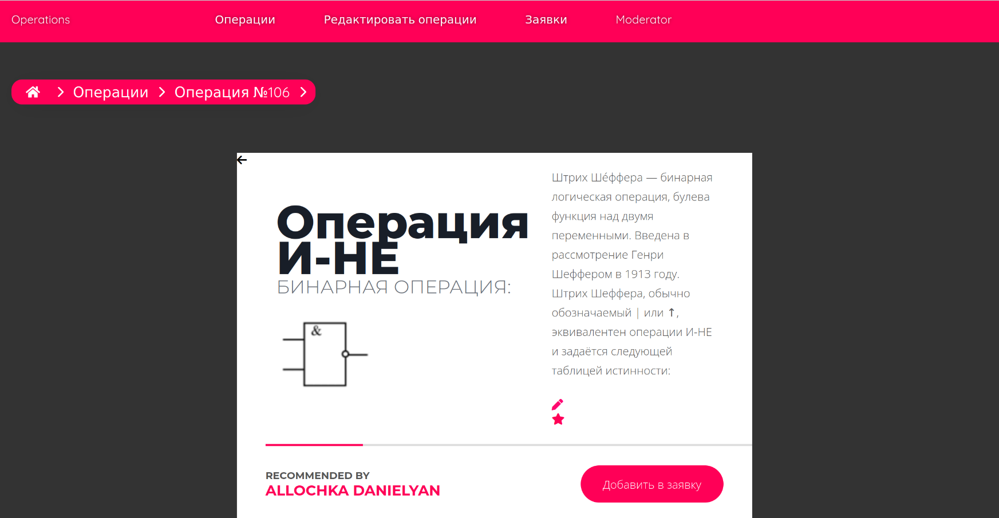 Operations
Операции
Редактировать операции
Заявки
Moderator
Операции
Операция №106
Операция
И-НЕ
БИНАРНАЯ ОПЕРАЦИЯ:
&
Штрих Ше́ффера — бинарная
логическая операция, булева
функция над двумя
переменными. Введена в
рассмотрение Генри
Шеффером в 1913 году.
Штрих Шеффера, обычно
обозначаемый | или ↑,
эквивалентен операции И-НЕ
и задаётся следующей
таблицей истинности:
RECOMMENDED BY
ALLOCHKA DANIELYAN
Добавить в заявку